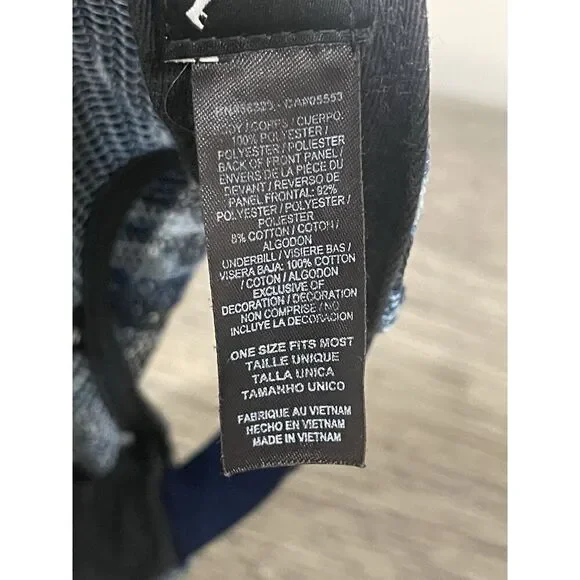 CAN05553
BODY / CORPS / CUERPO:
100% POLYESTER /
POLYESTER / POLIESTER
BACK OF FRONT PANEL /
ENVERS DE LA PIÈCE DU
DEVANT / REVERSO DE
PANEL FRONTAL: 92%
POLYESTER / POLYESTER /
POLIESTER
8% COTTON / COTON /
ALGODON
UNDERBILL / VISIERE BAS /
VISERA BAJA: 100% COTTON
/ COTON / ALGODON
EXCLUSIVE OF
DECORATION / DÉCORATION
NON COMPRISE / NO
INCLUYE LA DECORACION
ONE SIZE FITS MOST
TAILLE UNIQUE
TALLA UNICA
TAMANHO UNICO
FABRIQUE AU VIETNAM
HECHO EN VIETNAM
MADE IN VIETNAM